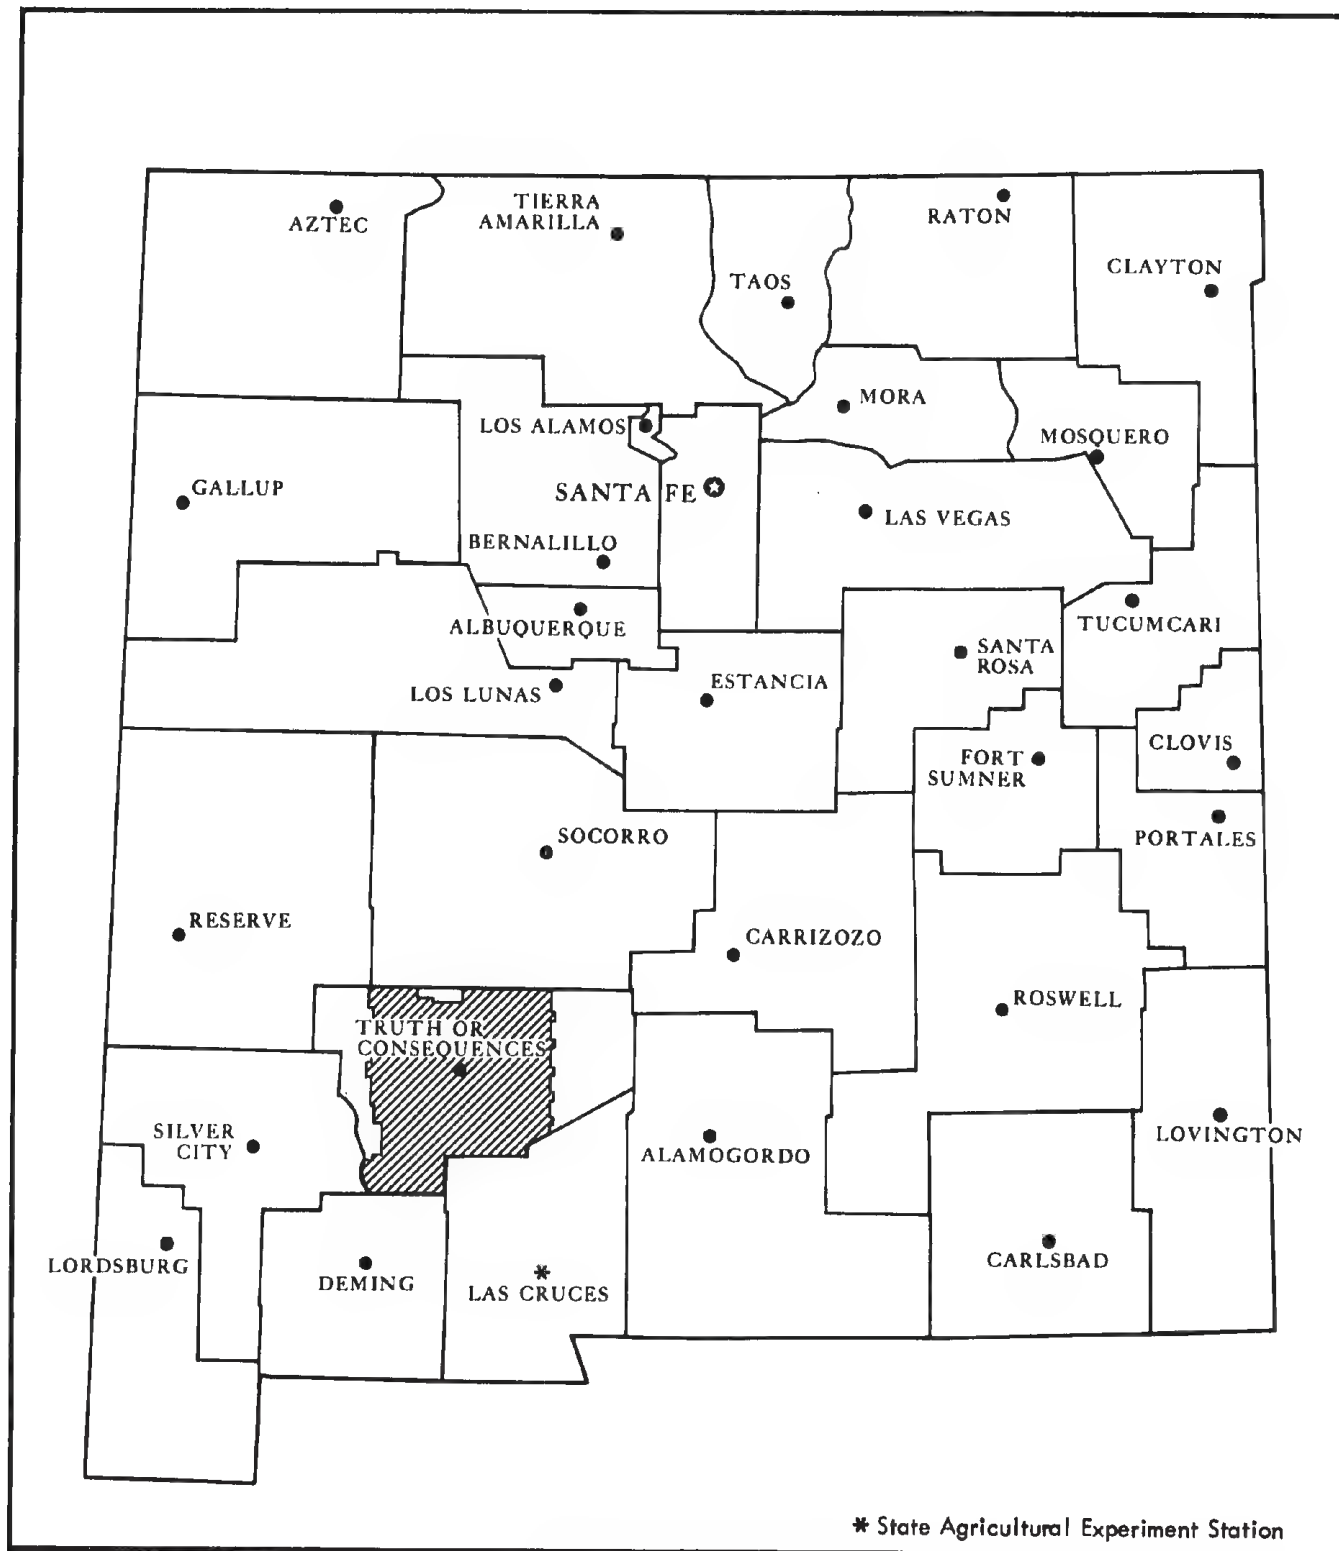 AZTEC
TIERRA
AMARILLA
TAOS
RATON
CLAYTON
LOS ALAMOS
MORA
MOSQUERO
GALLUP
SANTA FE
LAS VEGAS
BERNALILLO
ALBUQUERQUE
TUCUMCARI
SANTA
ROSA
LOS LUNAS
ESTANCIA
CLOVIS
FORT
SUMNER
SOCORRO
PORTALES
RESERVE
CARRIZOZO
ROSWELL
TRUTH OR
CONSEQUENCES
SILVER
CITY
ALAMOGORDO
LOVINGTON
LORDSBURG
DEMING
LAS CRUCES
CARLSBAD
* State Agricultural Experiment Station